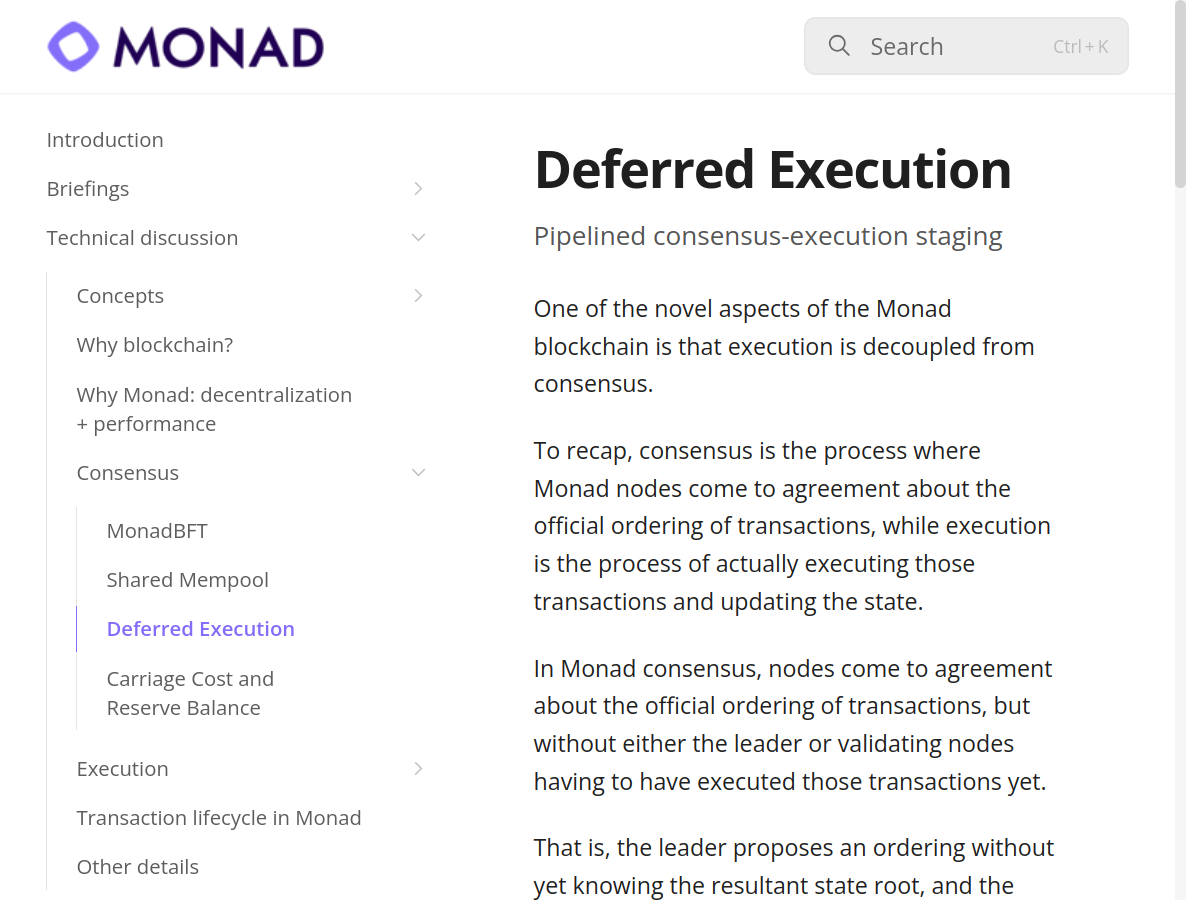 MONAD
Search
Ctrl + K
Introduction
Briefings
Technical discussion
Concepts
Why blockchain?
Why Monad: decentralization
+ performance
Consensus
MonadBFT
Shared Mempool
Deferred Execution
Carriage Cost and
Reserve Balance
Execution
Transaction lifecycle in Monad
Other details
Deferred Execution
Pipelined consensus-execution staging
One of the novel aspects of the Monad
blockchain is that execution is decoupled from
consensus.
To recap, consensus is the process where
Monad nodes come to agreement about the
official ordering of transactions, while execution
is the process of actually executing those
transactions and updating the state.
In Monad consensus, nodes come to agreement
about the official ordering of transactions, but
without either the leader or validating nodes
having to have executed those transactions yet.
That is, the leader proposes an ordering without
yet knowing the resultant state root, and the